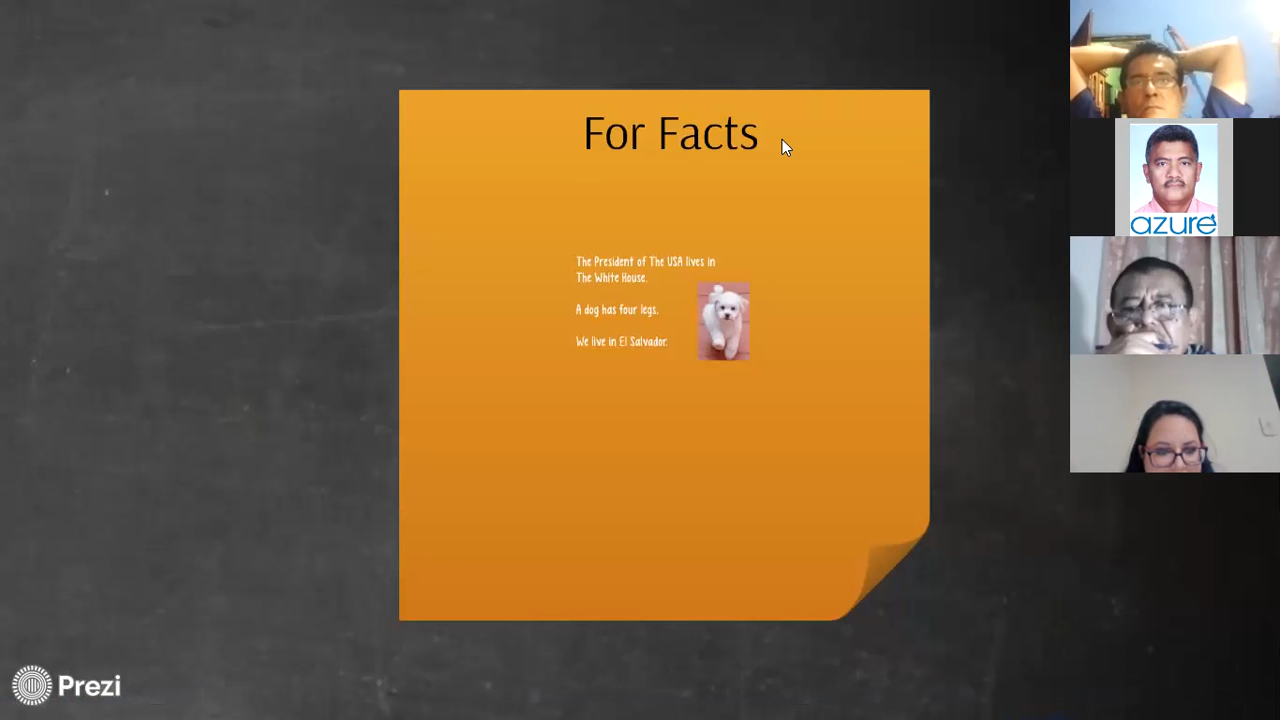 For Facts
The President of The USA lives in
The White House.
A dog has four legs.
We live in El Salvador.
azure
Prezi